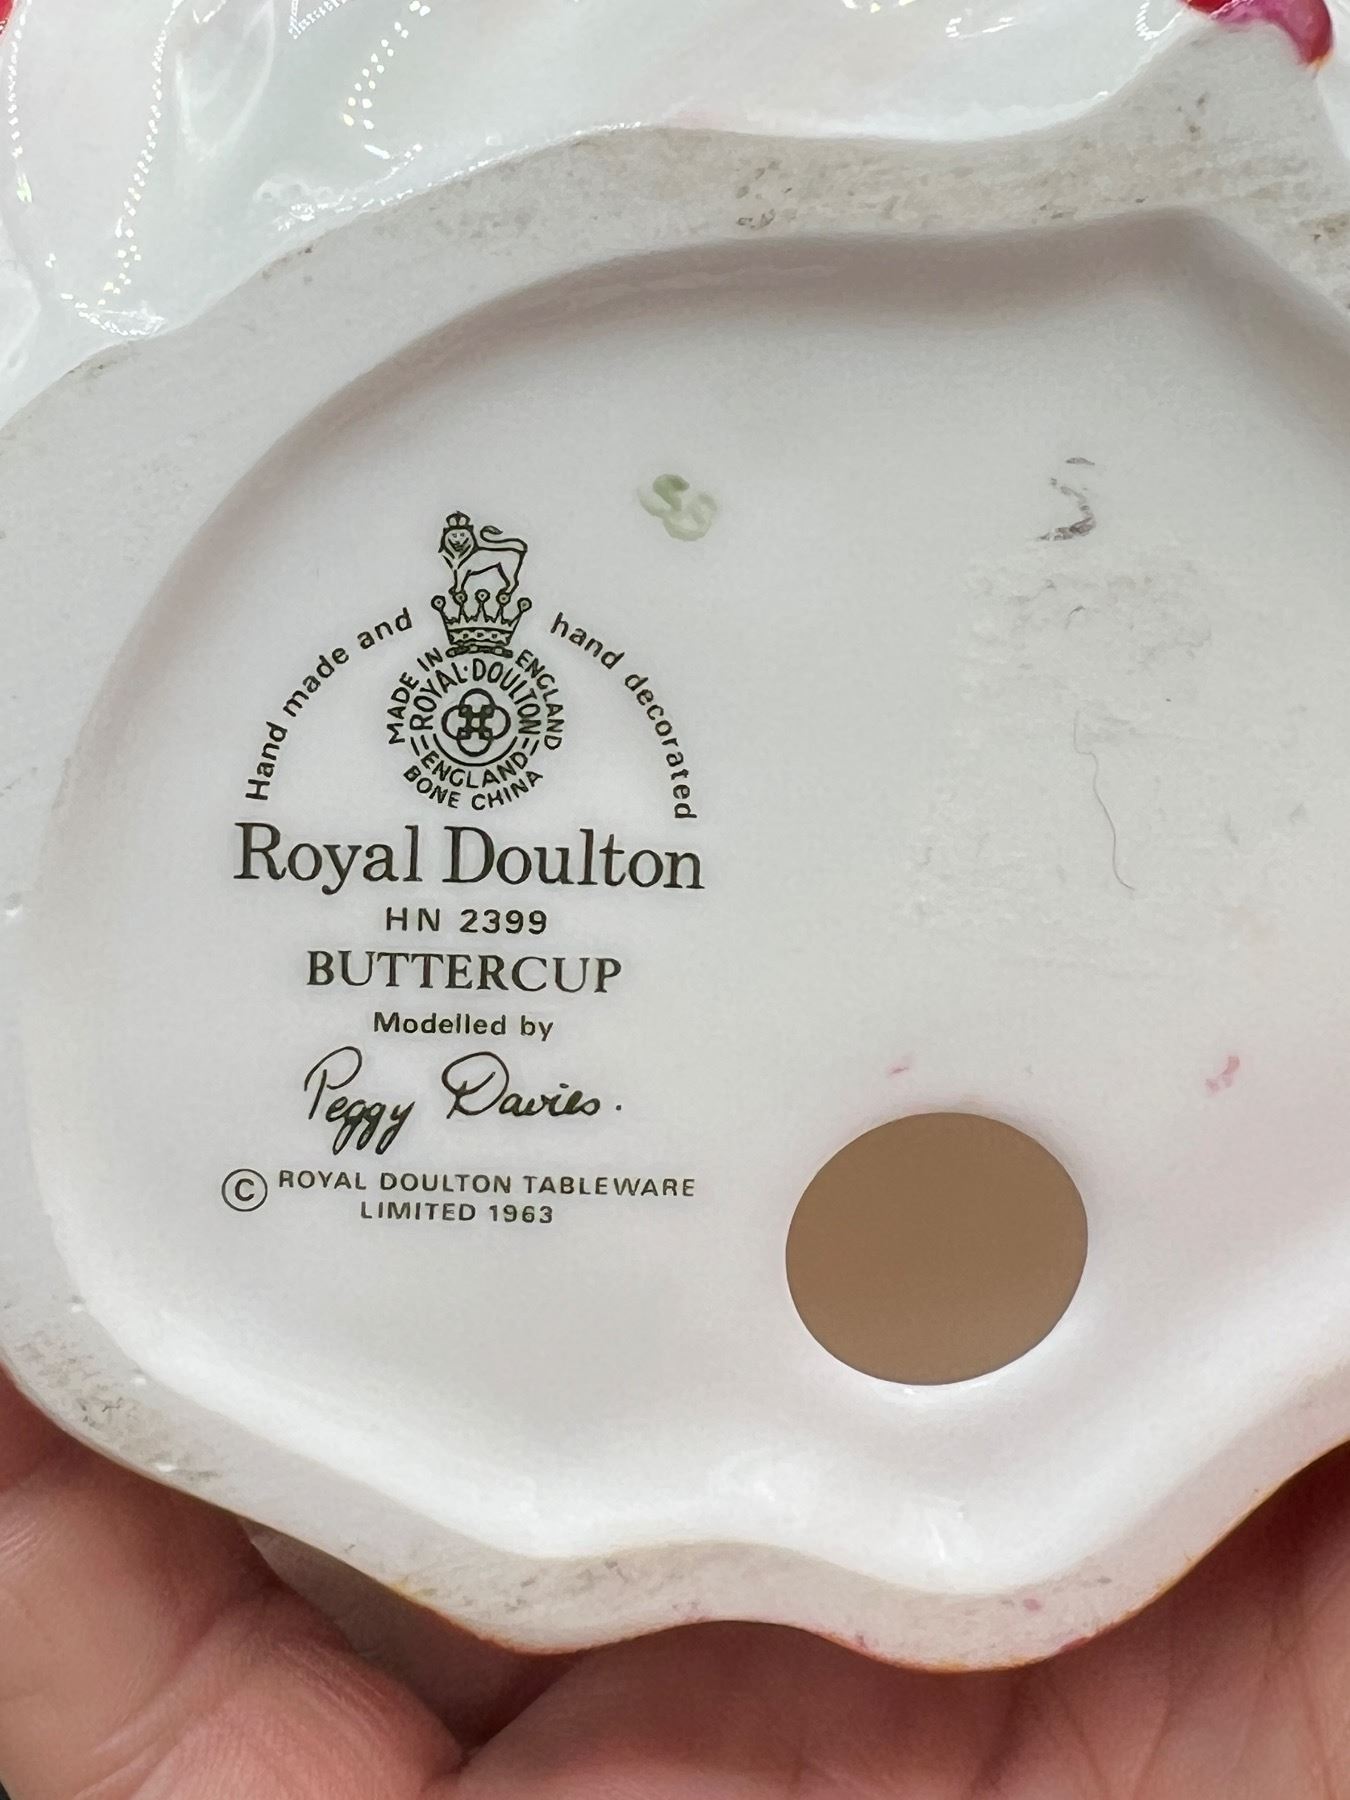 Hand made and hand decorated
MADE IN ENGLAND
ROYAL·DOULTON
ENGLAND
BONE CHINA
Royal Doulton
HN 2399
BUTTERCUP
Modelled by
Peggy Davies.
© ROYAL DOULTON TABLEWARE
LIMITED 1963